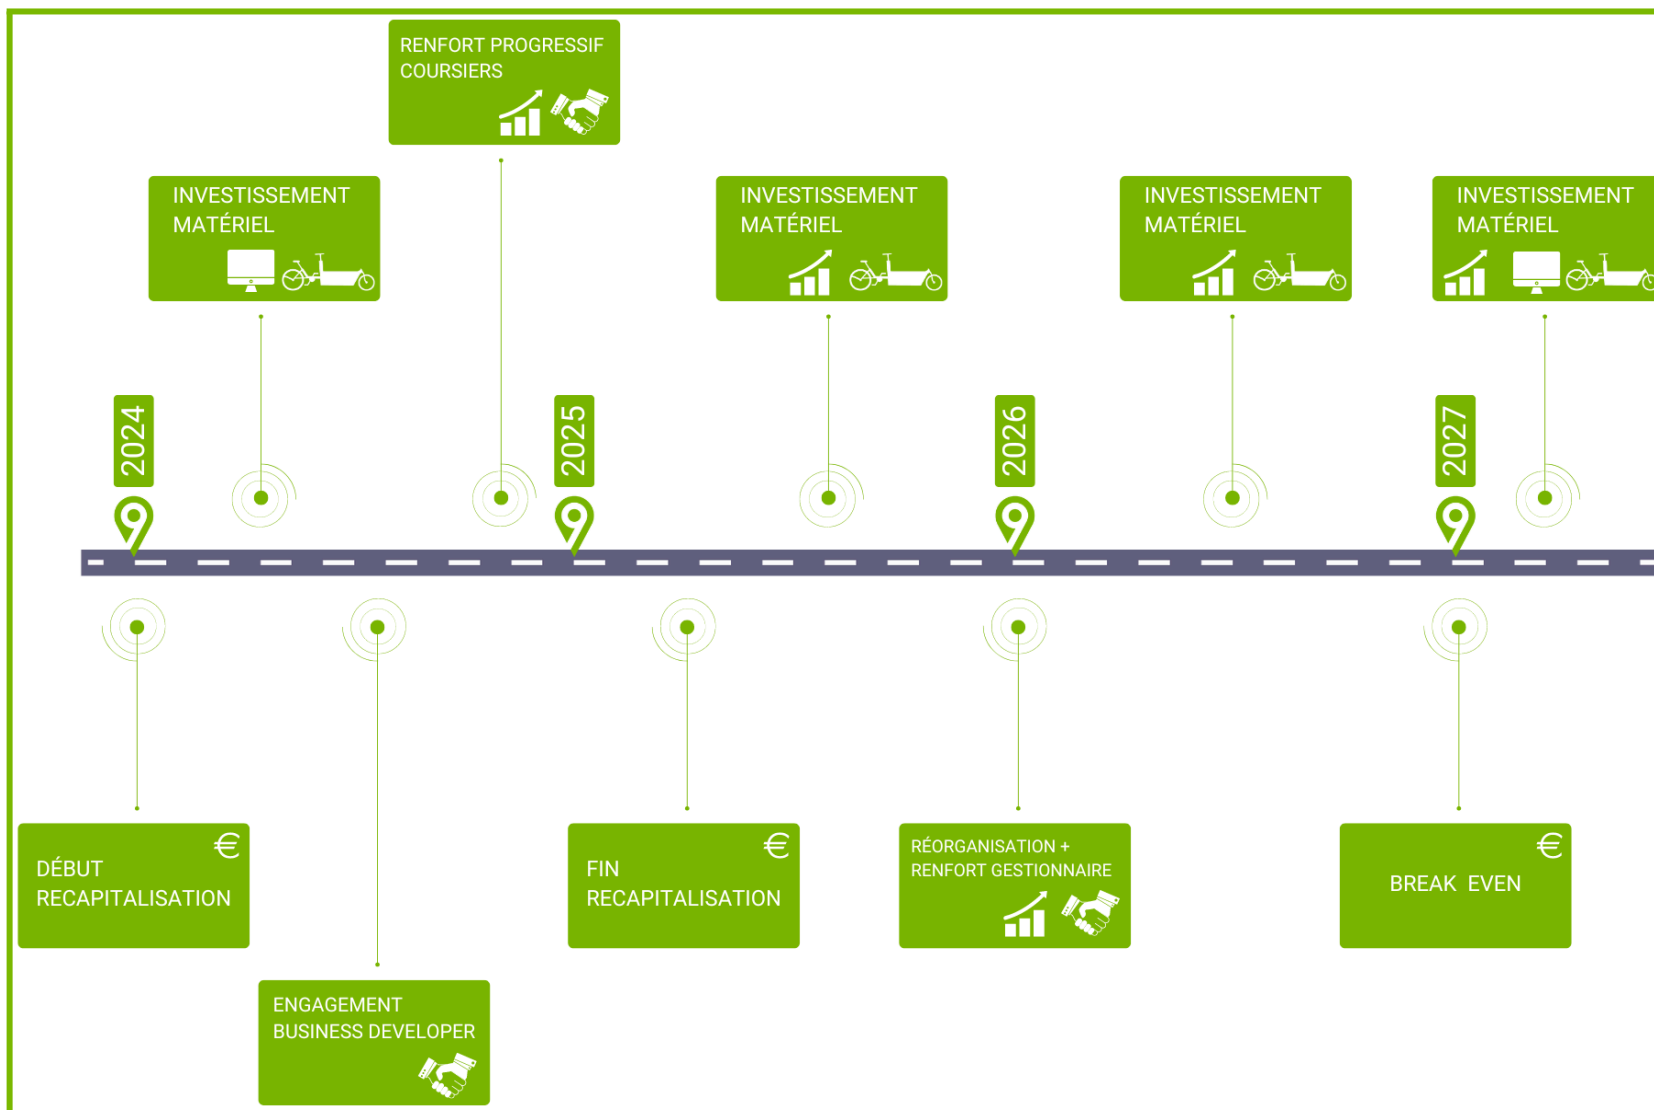 RENFORT PROGRESSIF
COURSIERS
INVESTISSEMENT
MATÉRIEL
INVESTISSEMENT
MATÉRIEL
INVESTISSEMENT
MATÉRIEL
INVESTISSEMENT
MATÉRIEL
2024
2025
2026
2027
DÉBUT
RECAPITALISATION
€
FIN
RECAPITALISATION
€
RÉORGANISATION +
RENFORT GESTIONNAIRE
BREAK EVEN
€
ENGAGEMENT
BUSINESS DEVELOPER